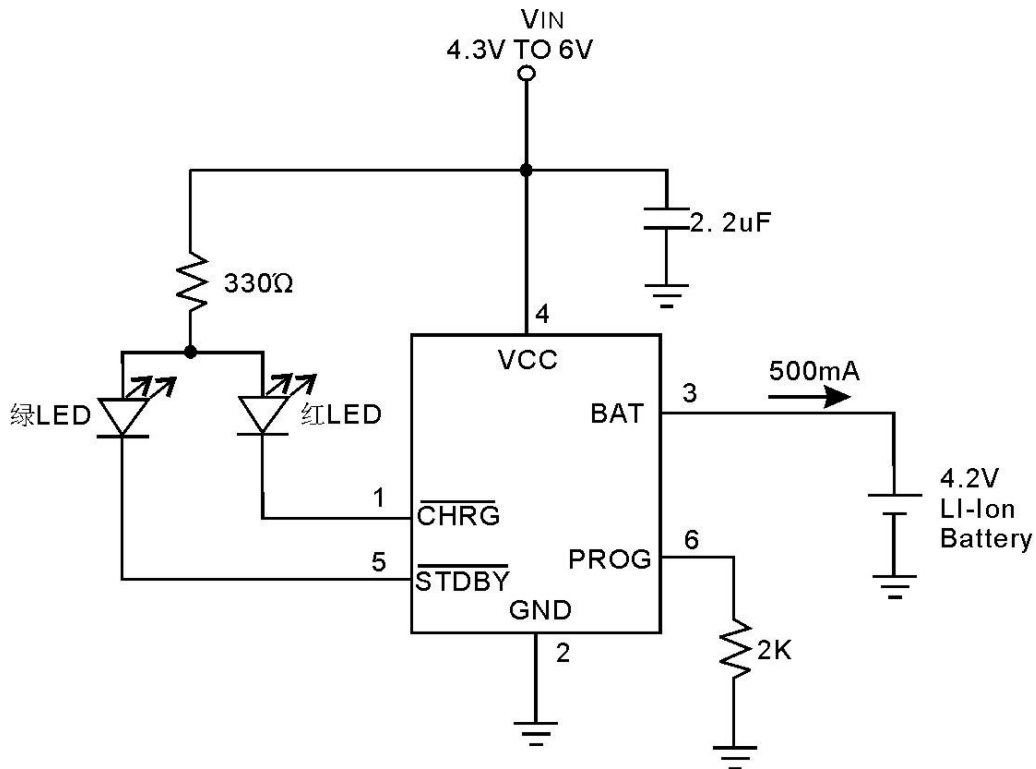 VIN
4.3V TO 6V
2. 2uF
330Ω
4
VCC
500mA
3
BAT
绿LED
红LED
1
CHRG
4.2V
LI-Ion
Battery
5
STDBY
PROG
6
GND
2
2K